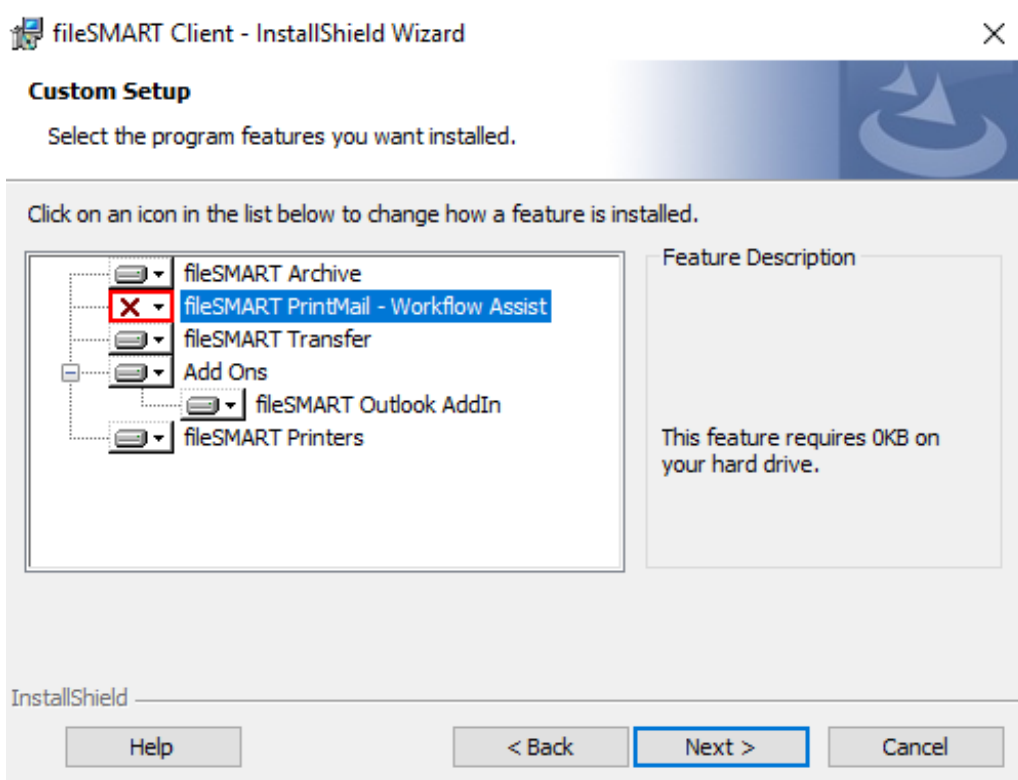 fileSMART Client - InstallShield Wizard
Custom Setup
Select the program features you want installed.
Click on an icon in the list below to change how a feature is installed.
fileSMART Archive
fileSMART PrintMail - Workflow Assist
fileSMART Transfer
Add Ons
fileSMART Outlook AddIn
fileSMART Printers
Feature Description
This feature requires 0KB on
your hard drive.
InstallShield
Help
< Back
Next >
Cancel